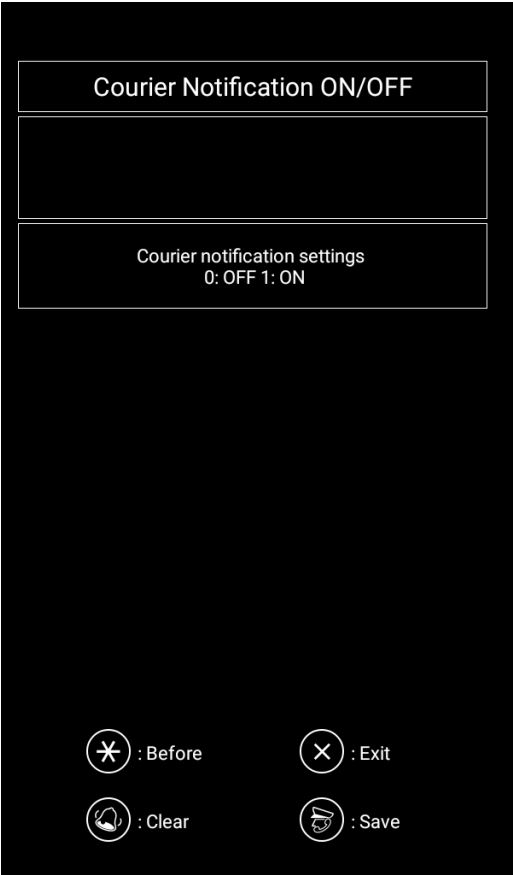 Courier Notification ON/OFF
Courier notification settings
0: OFF 1: ON
: Before
: Exit
: Clear
: Save